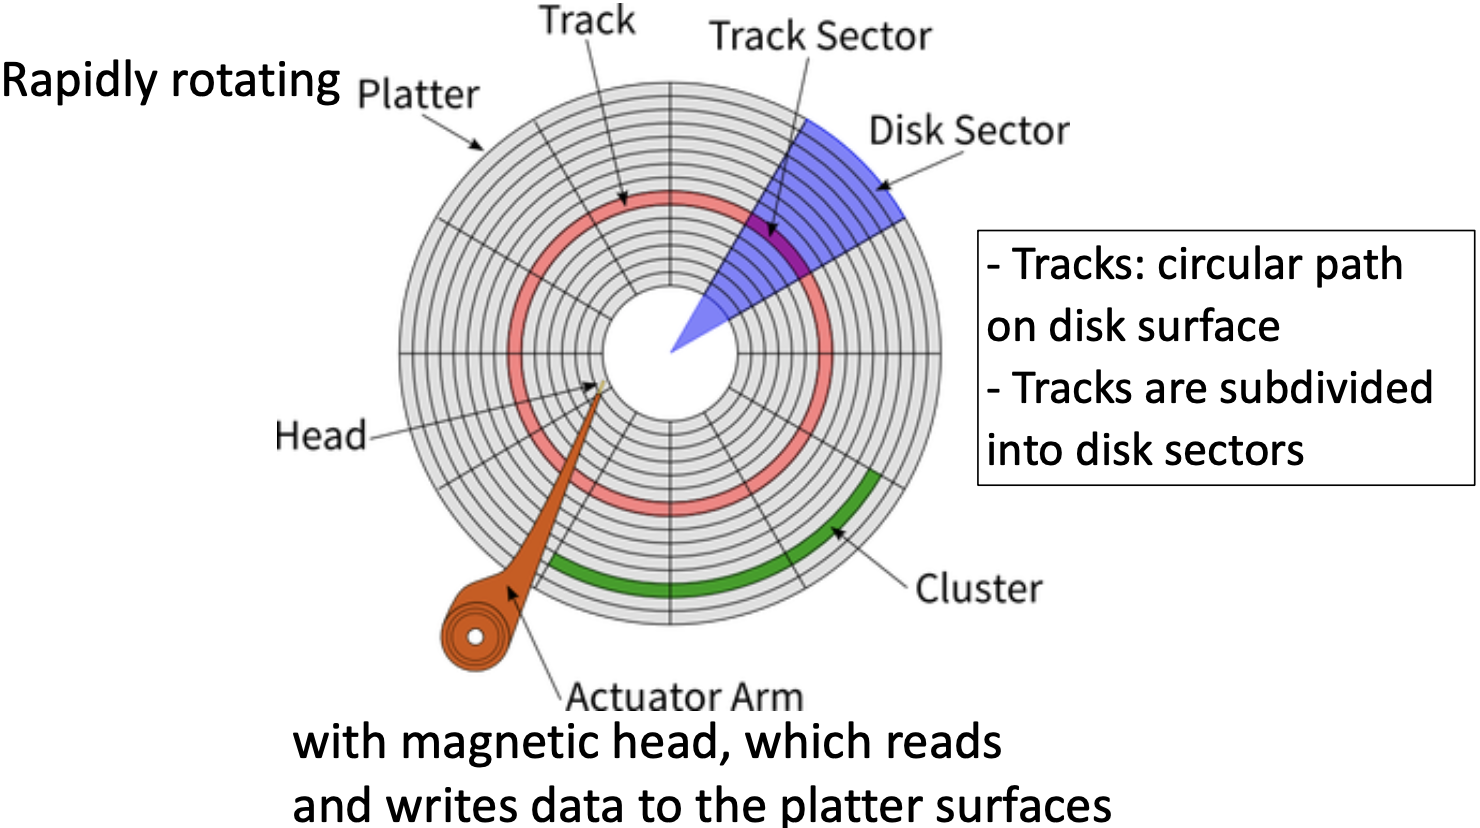 Track
Track Sector
Rapidly rotating
Platter
Disk Sector
- Tracks: circular path
on disk surface
- Tracks are subdivided
into disk sectors
Head
Cluster
Actuator Arm
with magnetic head, which reads
and writes data to the platter surfaces